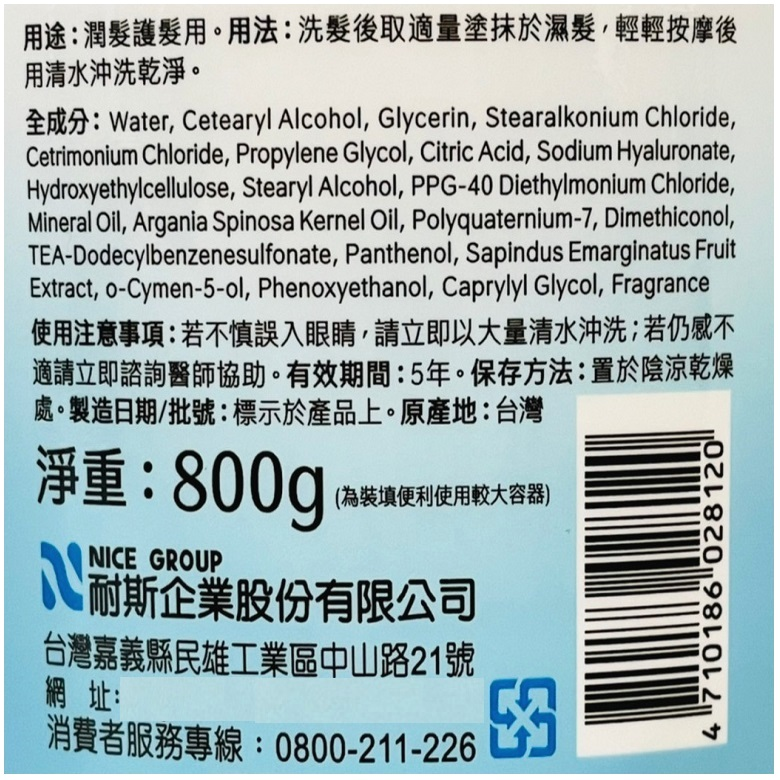 用途：潤髮護髮用。用法：洗髮後取適量塗抹於濕髮，輕輕按摩後
用清水沖洗乾淨。
全成分：Water, Cetearyl Alcohol, Glycerin, Stearalkonium Chloride,
Cetrimonium Chloride, Propylene Glycol, Citric Acid, Sodium Hyaluronate,
Hydroxyethylcellulose, Stearyl Alcohol, PPG-40 Diethylmonium Chloride,
Mineral Oil, Argania Spinosa Kernel Oil, Polyquaternium-7, Dimethiconol,
TEA-Dodecylbenzenesulfonate, Panthenol, Sapindus Emarginatus Fruit
Extract, o-Cymen-5-ol, Phenoxyethanol, Caprylyl Glycol, Fragrance
使用注意事項：若不慎誤入眼睛，請立即以大量清水沖洗；若仍感不
適請立即諮詢醫師協助。有效期間：5年。保存方法：置於陰涼乾燥
處。製造日期/批號：標示於產品上。原產地：台灣
淨重：800g (為裝填便利使用較大容器)
NICE GROUP
耐斯企業股份有限公司
台灣嘉義縣民雄工業區中山路21號
網 址：
消費者服務專線：0800-211-226
4 710186 028120